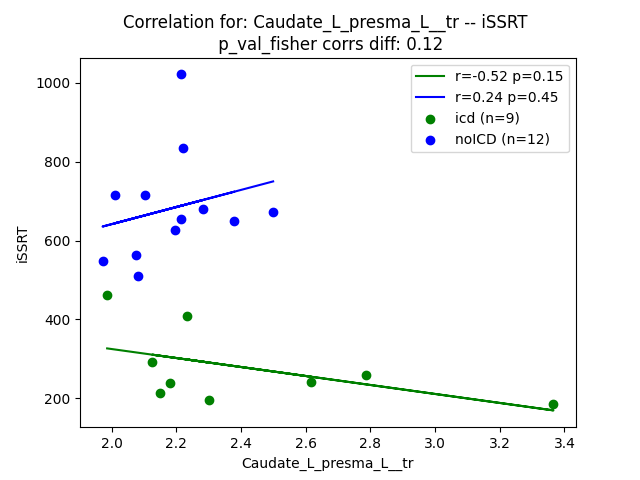 Correlation for: Caudate_L_presma_L__tr -- iSSRT
p_val_fisher corrs diff: 0.12
r=-0.52 p=0.15
r=0.24 p=0.45
icd (n=9)
noICD (n=12)
iSSRT
1000
800
600
400
200
2.0 2.2 2.4 2.6 2.8 3.0 3.2 3.4
Caudate_L_presma_L__tr